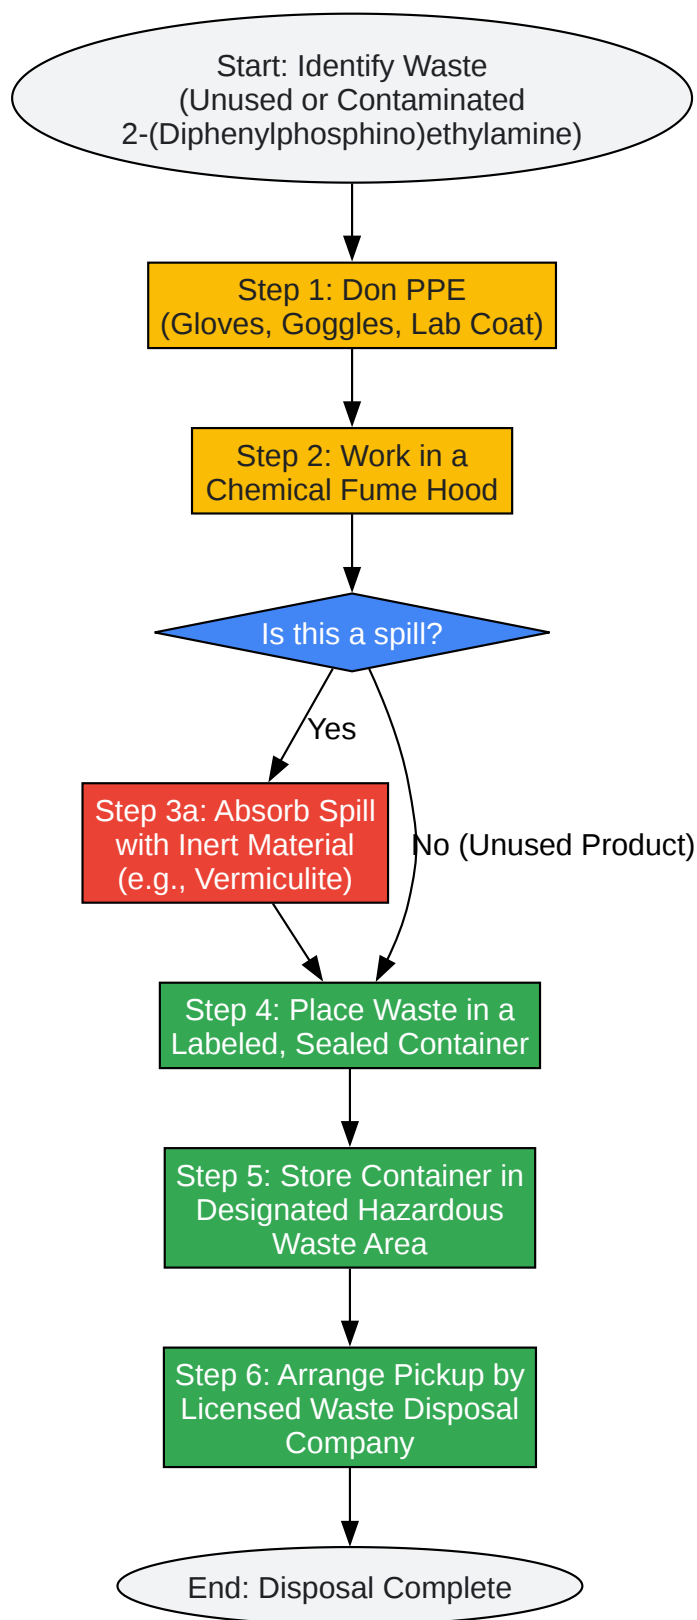 Start: Identify Waste
(Unused or Contaminated
2-(Diphenylphosphino)ethylamine)
Step 1: Don PPE
(Gloves, Goggles, Lab Coat)
Step 2: Work in a
Chemical Fume Hood
Is this a spill?
Yes
Step 3a: Absorb Spill
with Inert Material
(e.g., Vermiculite)
No (Unused Product)
Step 4: Place Waste in a
Labeled, Sealed Container
Step 5: Store Container in
Designated Hazardous
Waste Area
Step 6: Arrange Pickup by
Licensed Waste Disposal
Company
End: Disposal Complete